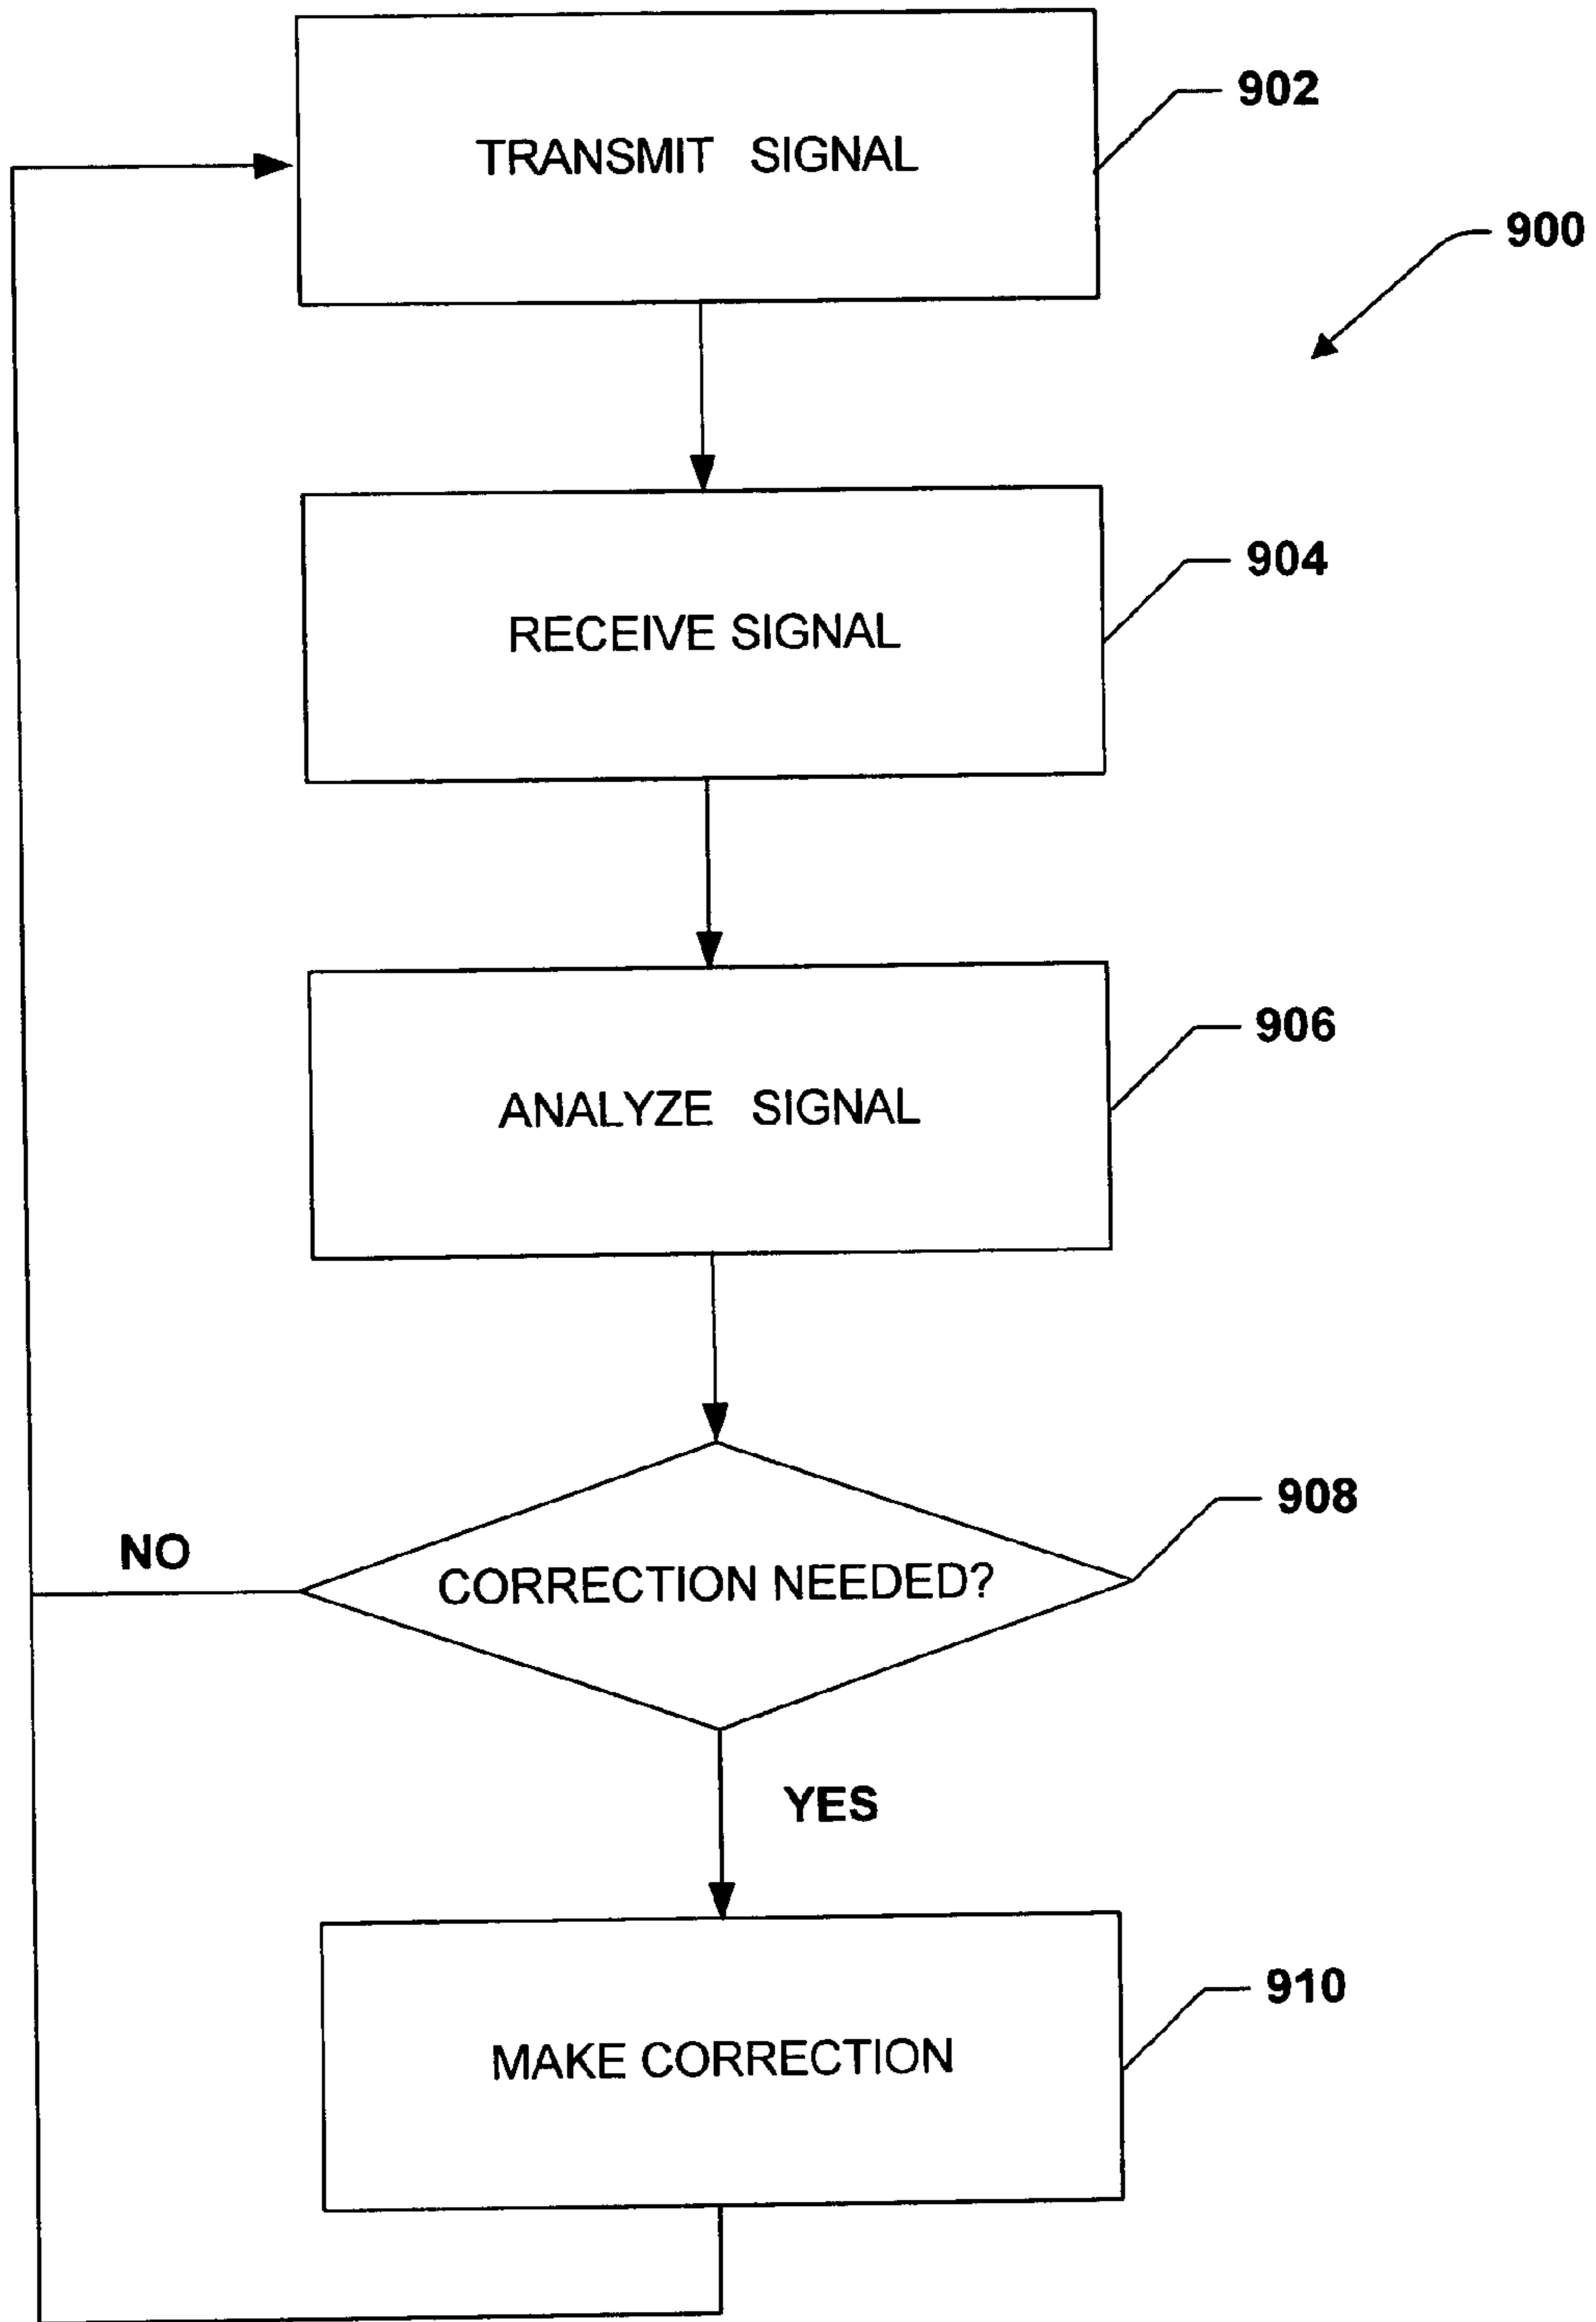 TRANSMIT SIGNAL
902
900
RECEIVE SIGNAL
904
ANALYZE SIGNAL
906
CORRECTION NEEDED?
908
NO
YES
MAKE CORRECTION
910